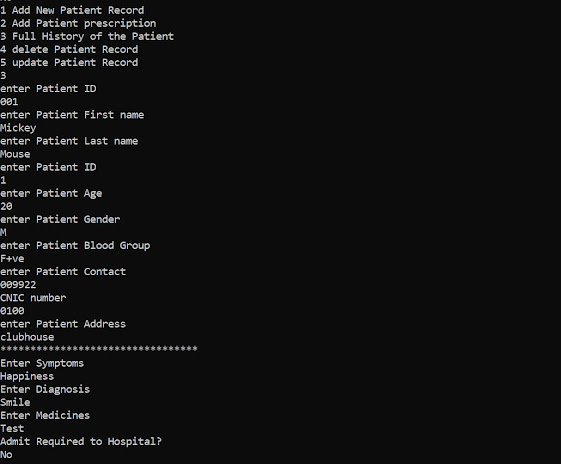 1 Add New Patient Record
2 Add Patient prescription
3 Full History of the Patient
4 delete Patient Record
5 update Patient Record
3
enter Patient ID
001
enter Patient First name
Mickey
enter Patient Last name
Mouse
enter Patient ID
1
enter Patient Age
20
enter Patient Gender
M
enter Patient Blood Group
F+ve
enter Patient Contact
009922
CNIC number
0100
enter Patient Address
clubhouse
*********************************
Enter Symptoms
Happiness
Enter Diagnosis
Smile
Enter Medicines
Test
Admit Required to Hospital?
No